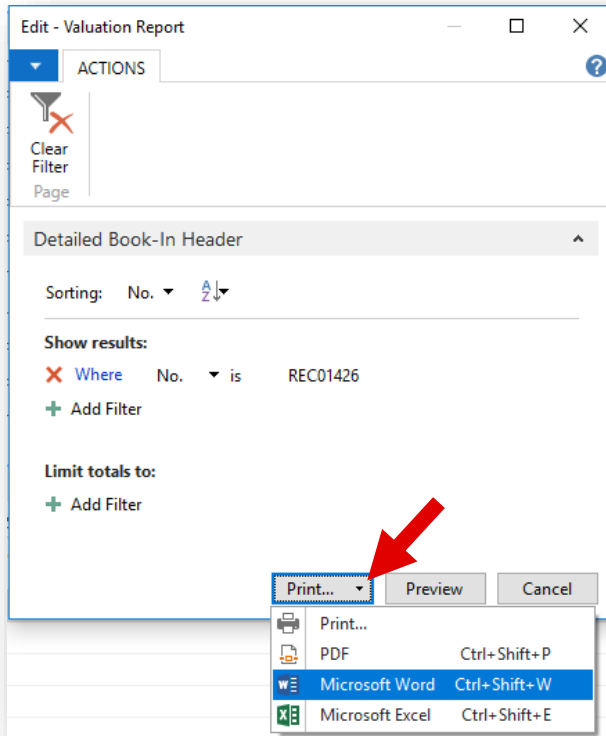 Edit - Valuation Report
ACTIONS
?
Clear
Filter
Page
Detailed Book-In Header
Sorting: No. A Z
Show results:
Where No. is REC01426
Add Filter
Limit totals to:
Add Filter
Print... Preview Cancel
Print...
PDF Ctrl+Shift+P
Microsoft Word Ctrl+Shift+W
Microsoft Excel Ctrl+Shift+E